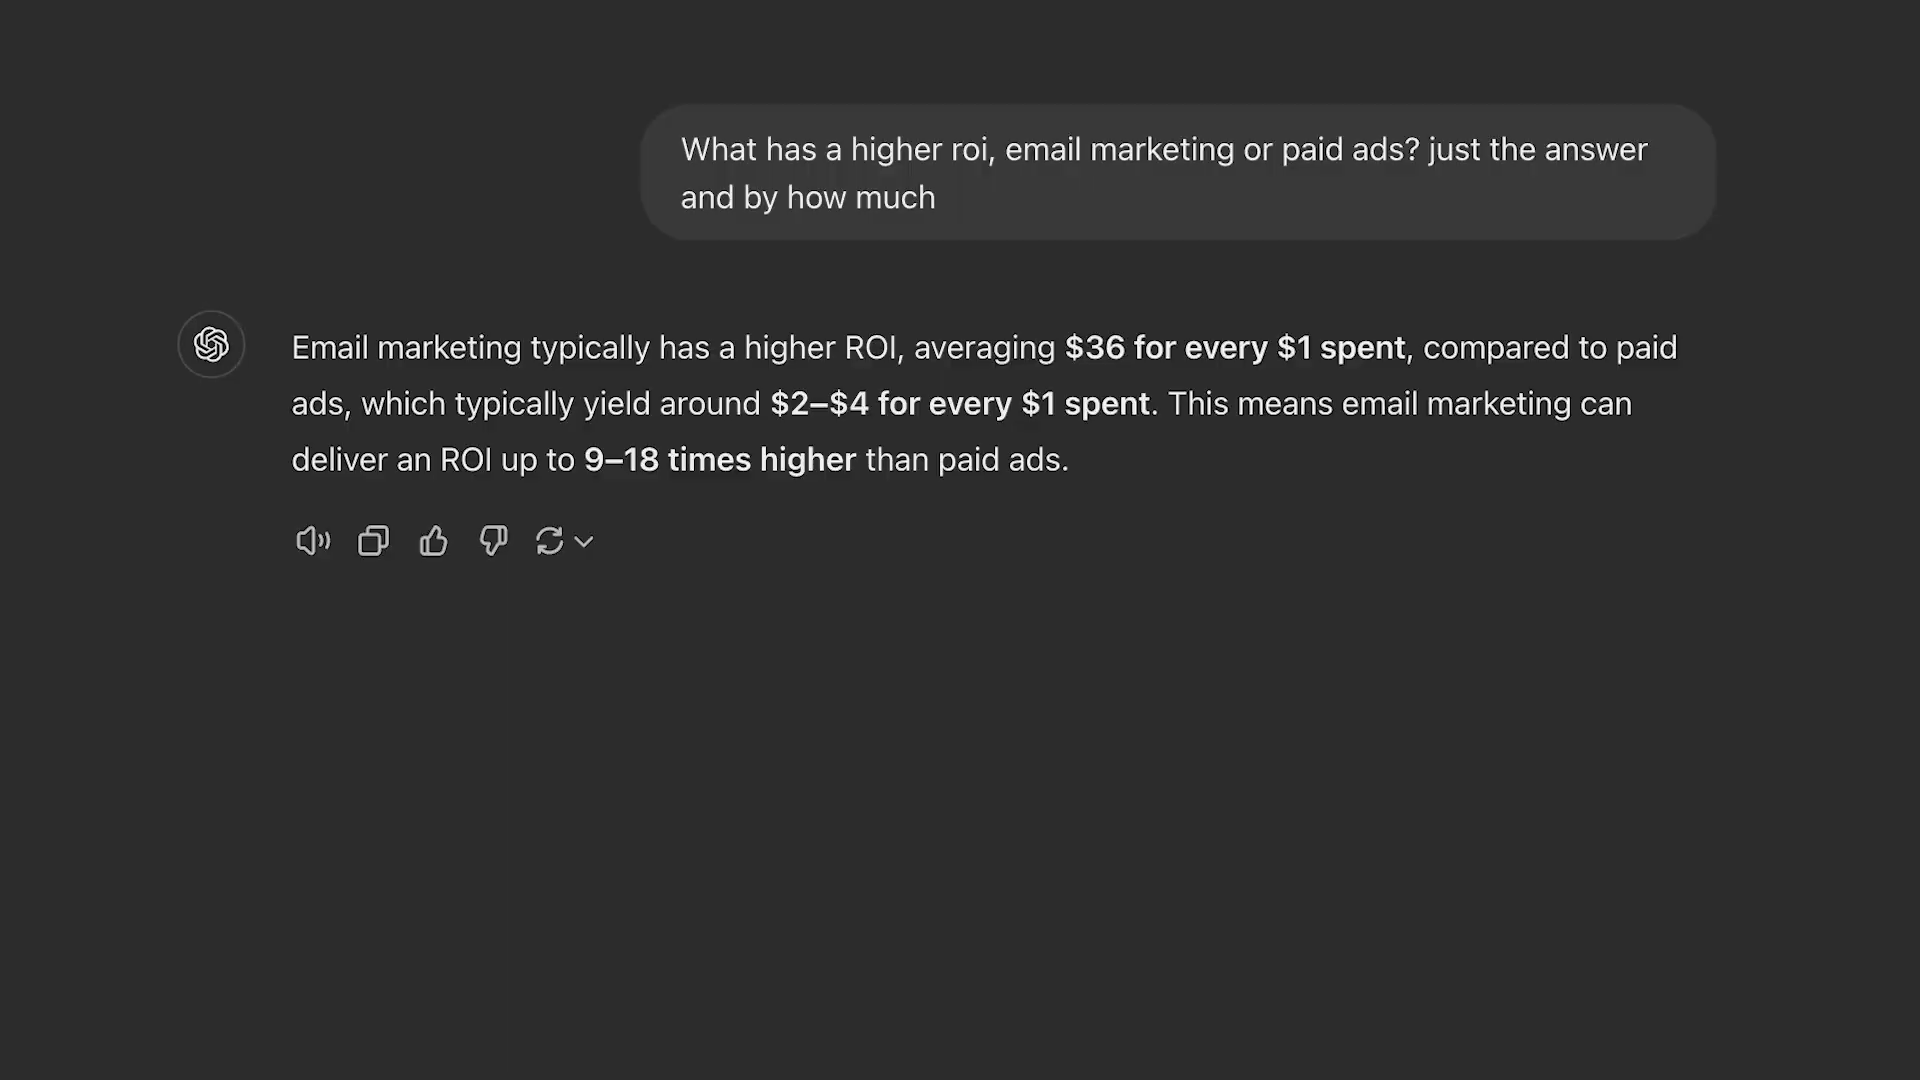 What has a higher roi, email marketing or paid ads? just the answer
and by how much
Email marketing typically has a higher ROI, averaging $36 for every $1 spent, compared to paid
ads, which typically yield around $2–$4 for every $1 spent. This means email marketing can
deliver an ROI up to 9–18 times higher than paid ads.